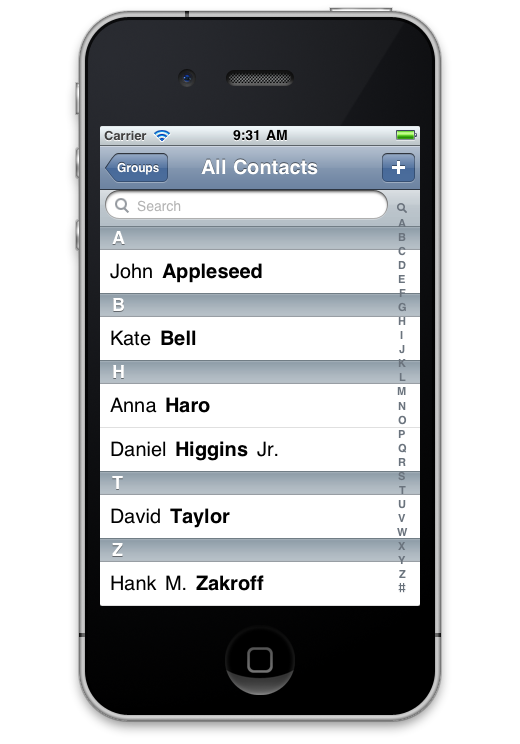 Carrier 9:31 AM
Groups All Contacts +
Search
A
John Appleseed
B
Kate Bell
H
Anna Haro
Daniel Higgins Jr.
T
David Taylor
Z
Hank M. Zakroff
A
B
C
D
E
F
G
H
I
J
K
L
M
N
O
P
Q
R
S
T
U
V
W
X
Y
Z
#